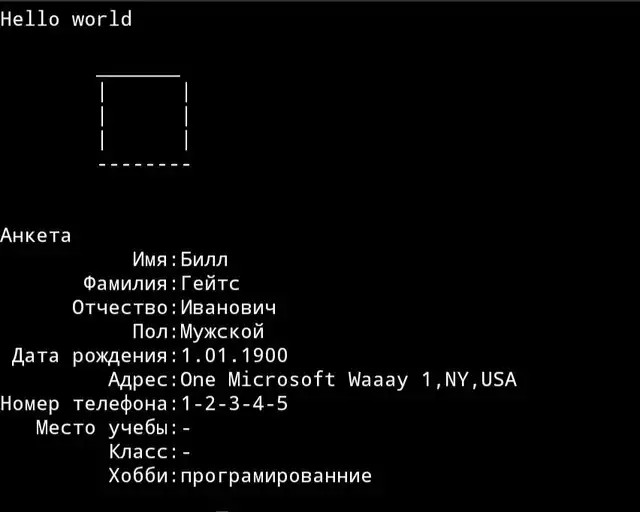 Hello world
_______
|      |
|      |
|      |
--------
Анкета
Имя:Билл
Фамилия:Гейтс
Отчество:Иванович
Пол:Мужской
Дата рождения:1.01.1900
Адрес:One Microsoft Waaay 1,NY,USA
Номер телефона:1-2-3-4-5
Место учебы:-
Класс:-
Хобби:програмированние